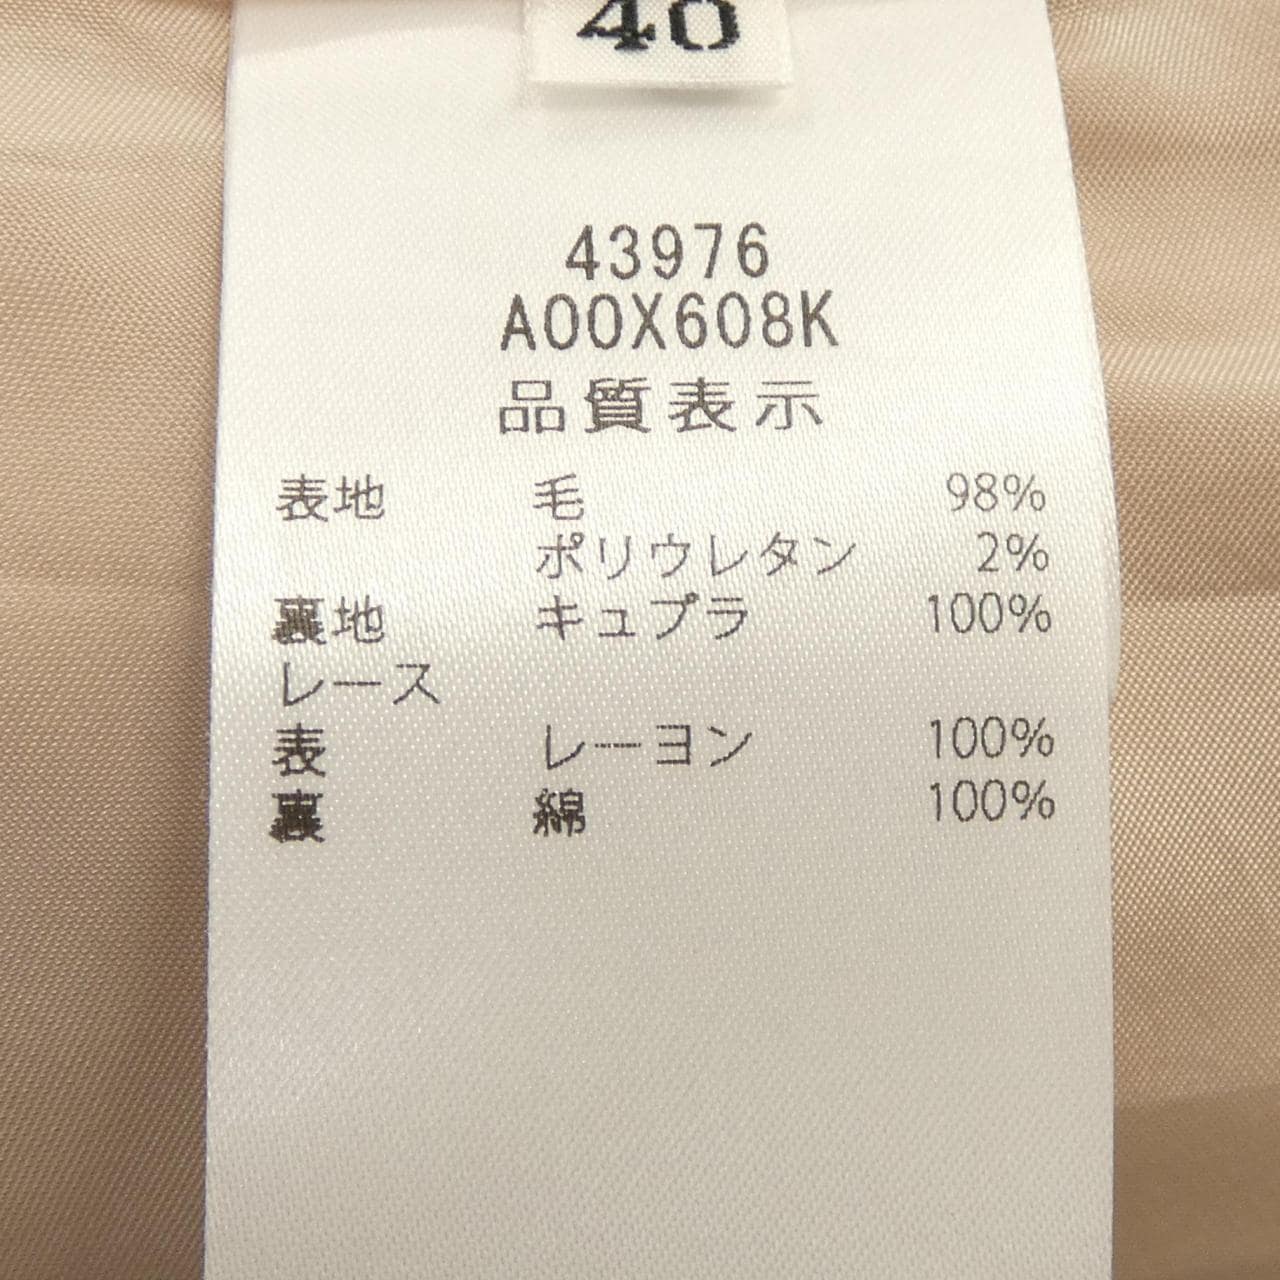 40
43976
A00X608K
品質表示
表地 毛 98%
ポリウレタン 2%
裏地 キュプラ 100%
レース
表 レーヨン 100%
裏 綿 100%